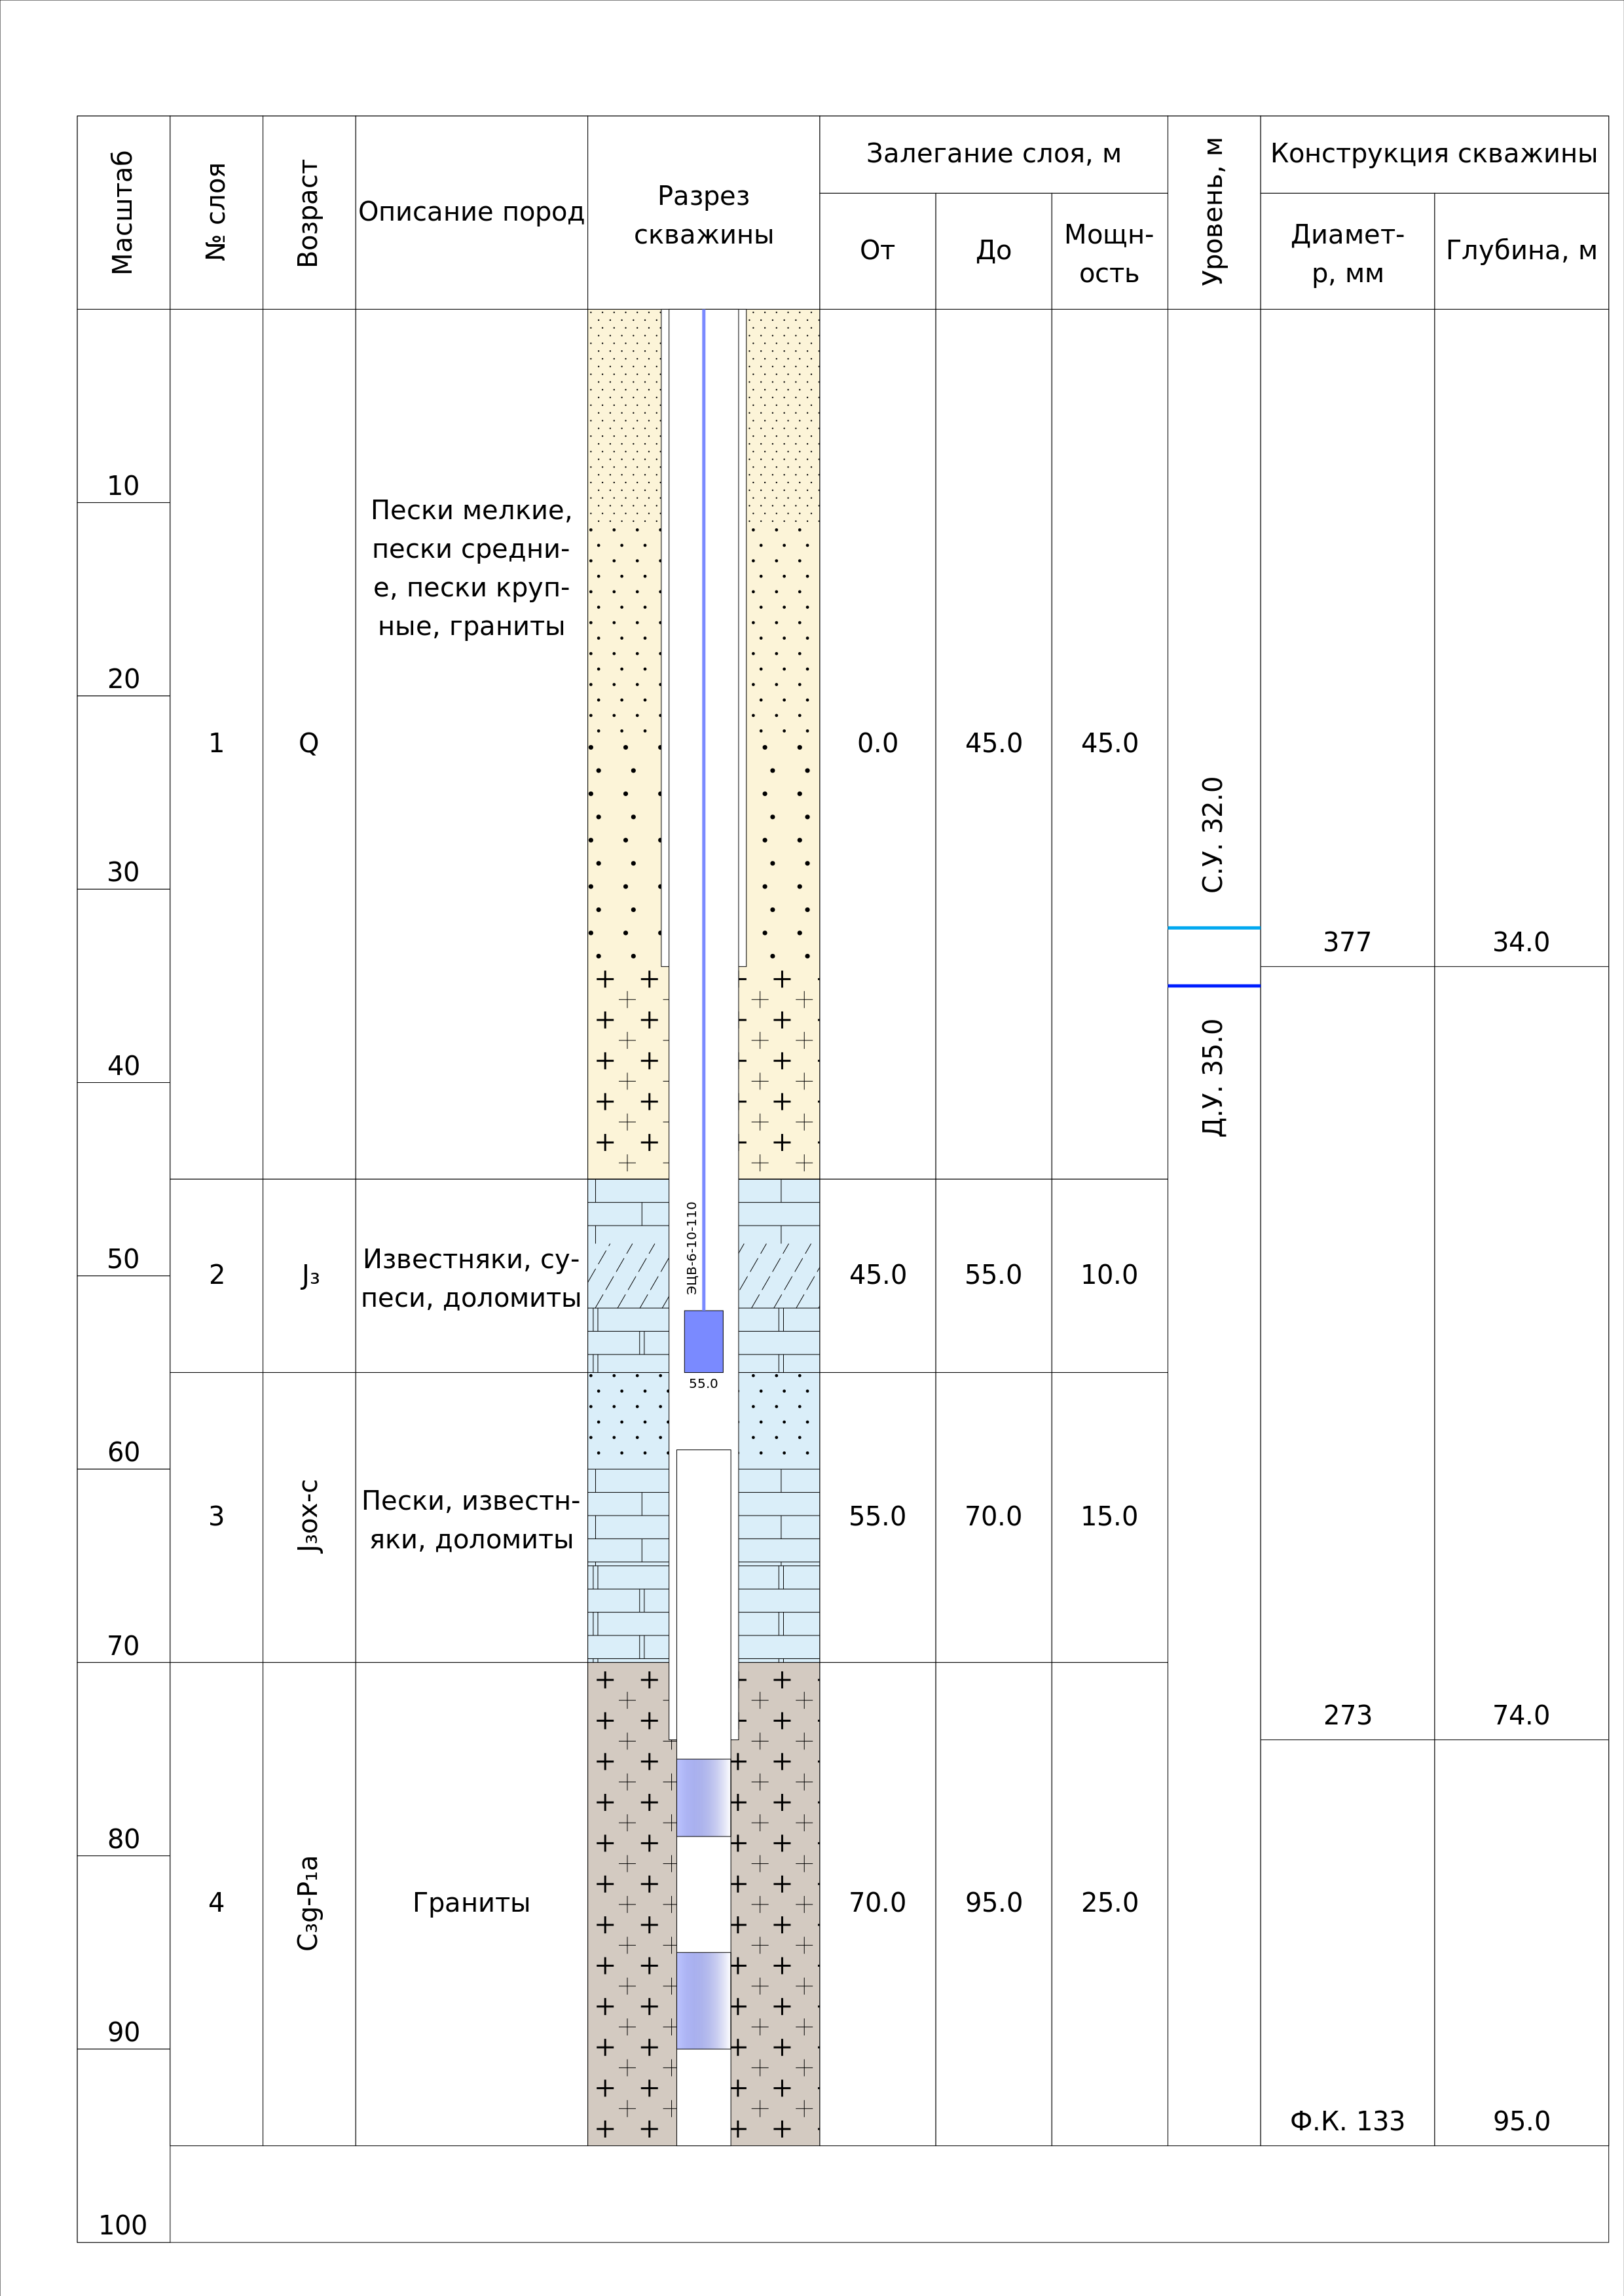 Масштаб
№ слоя
Возраст
Описание пород
Разрез
скважины
Залегание слоя, м
От
До
Мощн-
ость
Уровень, м
Конструкция скважины
Диамет-
р, мм
Глубина, м
10
20
30
40
50
60
70
80
90
100
1
Q
Пески мелкие,
пески средни-
е, пески круп-
ные, граниты
0.0
45.0
45.0
С.У. 32.0
Д.У. 35.0
377
34.0
2
J₃
Известняки, су-
песи, доломиты
ЭЦВ-6-10-110
55.0
45.0
55.0
10.0
3
J₃ox-c
Пески, известн-
яки, доломиты
55.0
70.0
15.0
273
74.0
4
C₃g-P₁a
Граниты
70.0
95.0
25.0
Ф.К. 133
95.0